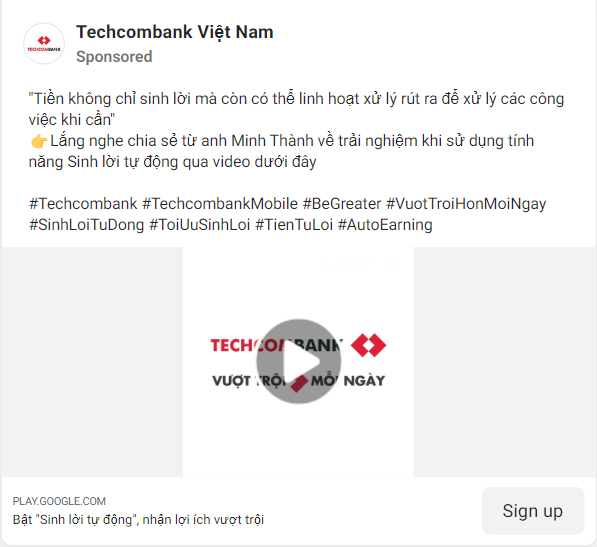 Techcombank Việt Nam
Sponsored
TECHCOMBANK
"Tiền không chỉ sinh lời mà còn có thể linh hoạt xử lý rút ra để xử lý các công
việc khi cần"
👉Lắng nghe chia sẻ từ anh Minh Thành về trải nghiệm khi sử dụng tính
năng Sinh lời tự động qua video dưới đây
#Techcombank #TechcombankMobile #BeGreater #VuotTroiHonMoiNgay
#SinhLoiTuDong #ToiUuSinhLoi #TienTuLoi #AutoEarning
TECHCOMBANK
VƯỢT TRỘI MỖI NGÀY
PLAY.GOOGLE.COM
Bật "Sinh lời tự động", nhận lợi ích vượt trội
Sign up